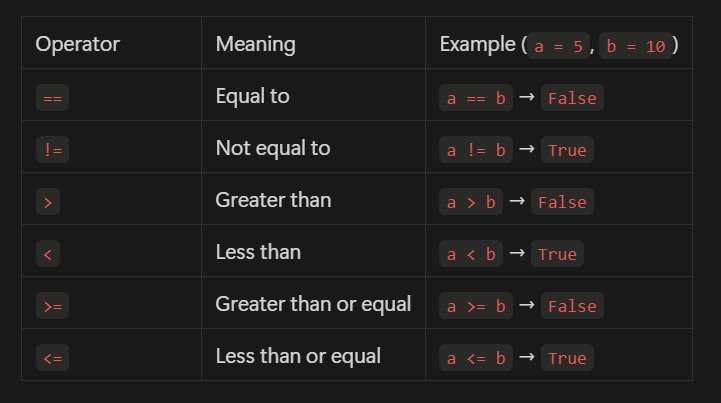 Operator Meaning Example (a = 5, b = 10)
== Equal to a == b → False
!= Not equal to a != b → True
> Greater than a > b → False
< Less than a < b → True
>= Greater than or equal a >= b → False
<= Less than or equal a <= b → True